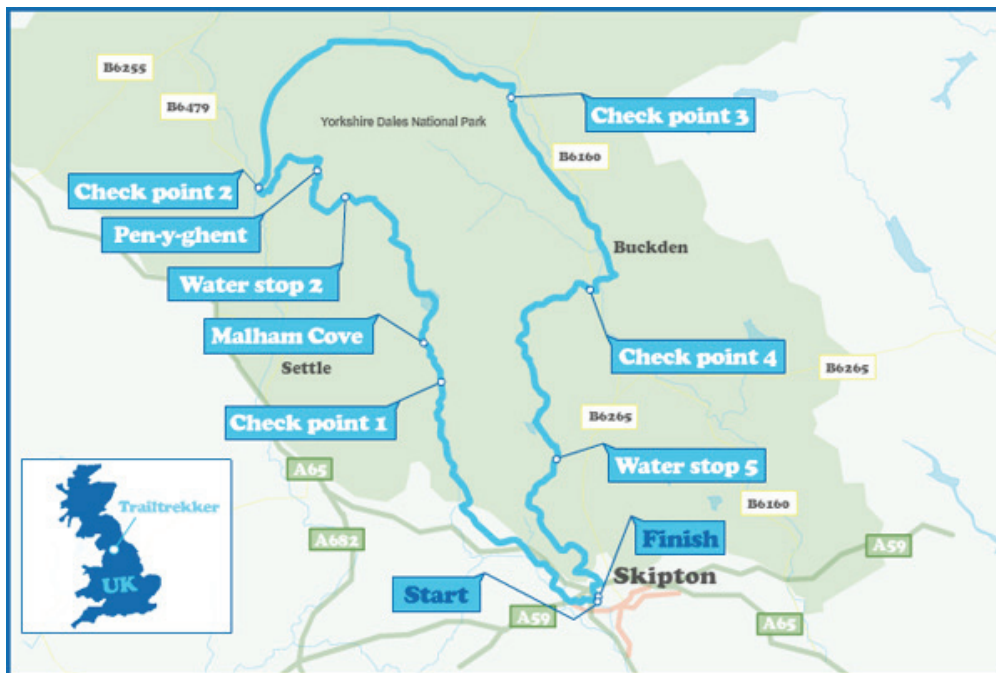 B6255
B6479
Yorkshire Dales National Park
Check point 3
B6160
Check point 2
Pen-y-ghent
Buckden
Water stop 2
Malham Cove
Settle
Check point 4
B6265
Check point 1
B6265
A65
Water stop 5
Trailtrekker
B6160
A682
Finish
A59
UK
Skipton
Start
A59
A65